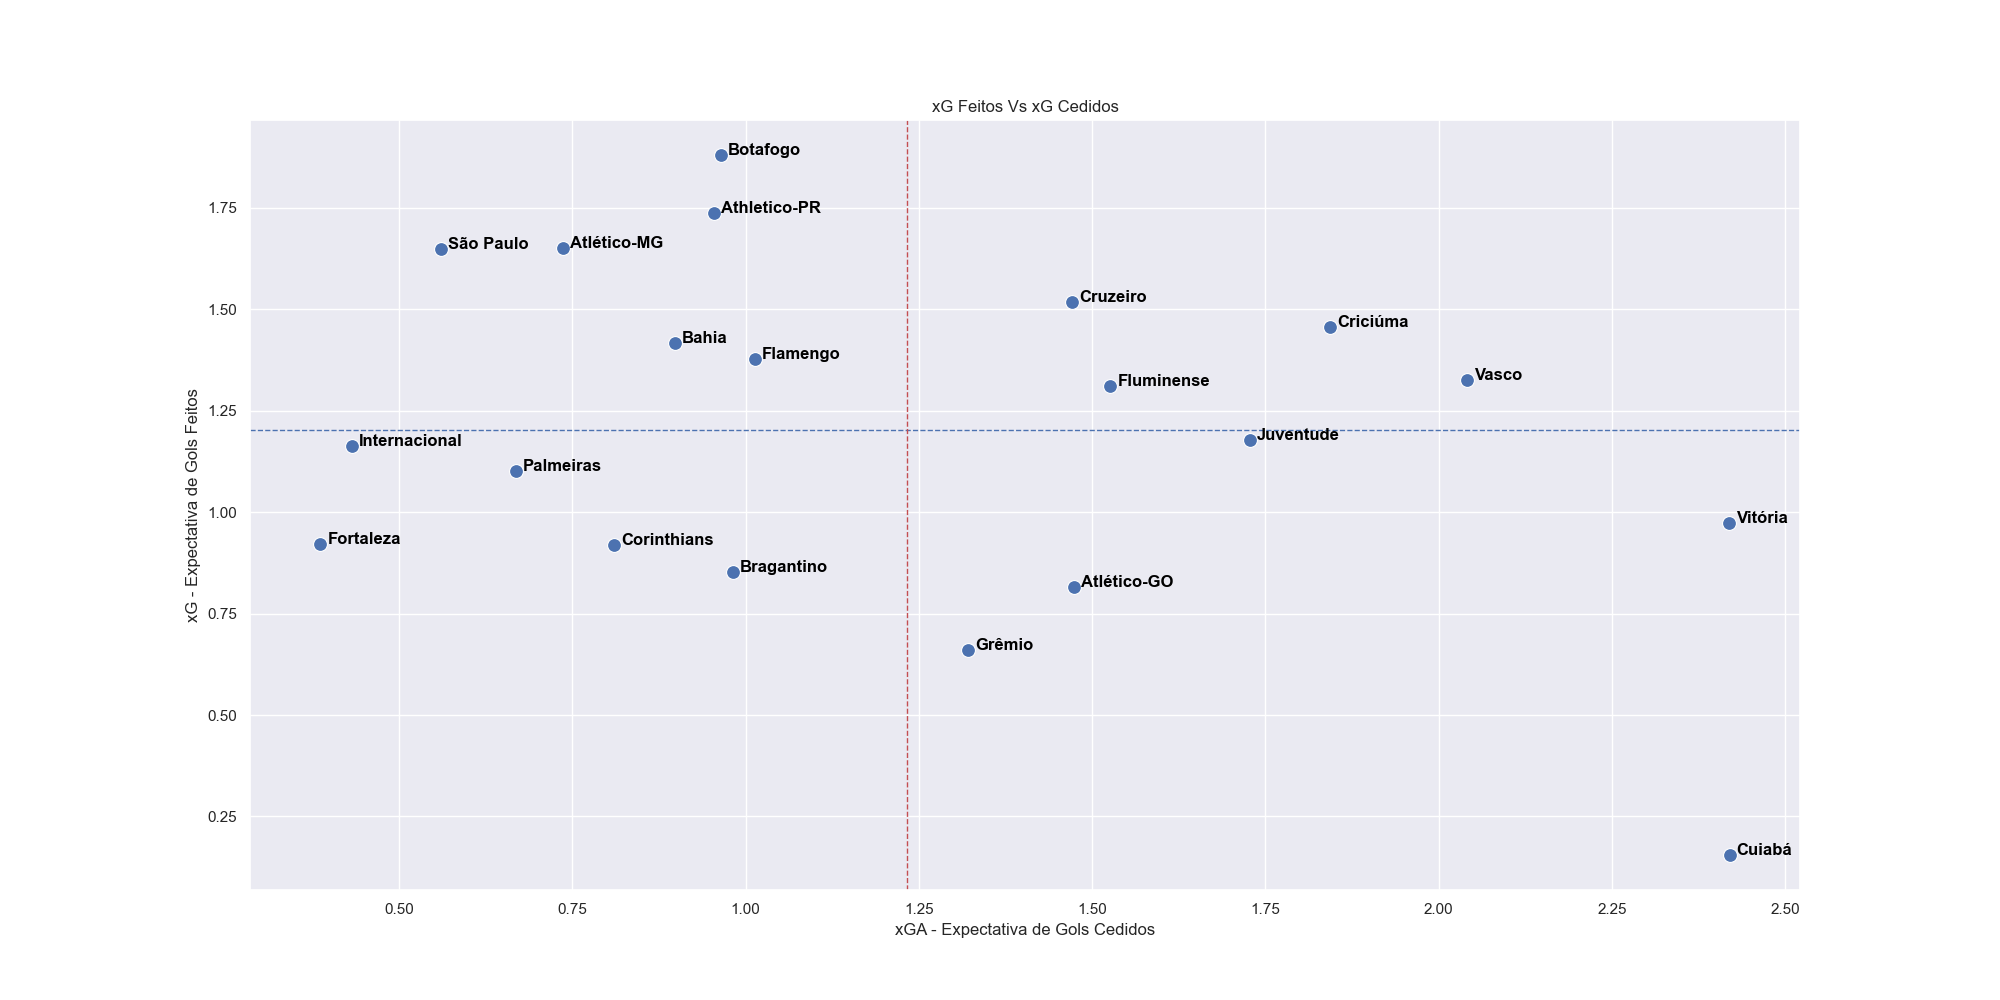 xG Feitos Vs xG Cedidos
Botafogo
Athletico-PR
São Paulo
Atlético-MG
Cruzeiro
Criciúma
Bahia
Flamengo
Fluminense
Vasco
Juventude
Internacional
Palmeiras
Vitória
Fortaleza
Corinthians
Bragantino
Atlético-GO
Grêmio
Cuiabá
xG - Expectativa de Gols Feitos
1.75
1.50
1.25
1.00
0.75
0.50
0.25
0.50
0.75
1.00
1.25
1.50
1.75
2.00
2.25
2.50
xGA - Expectativa de Gols Cedidos